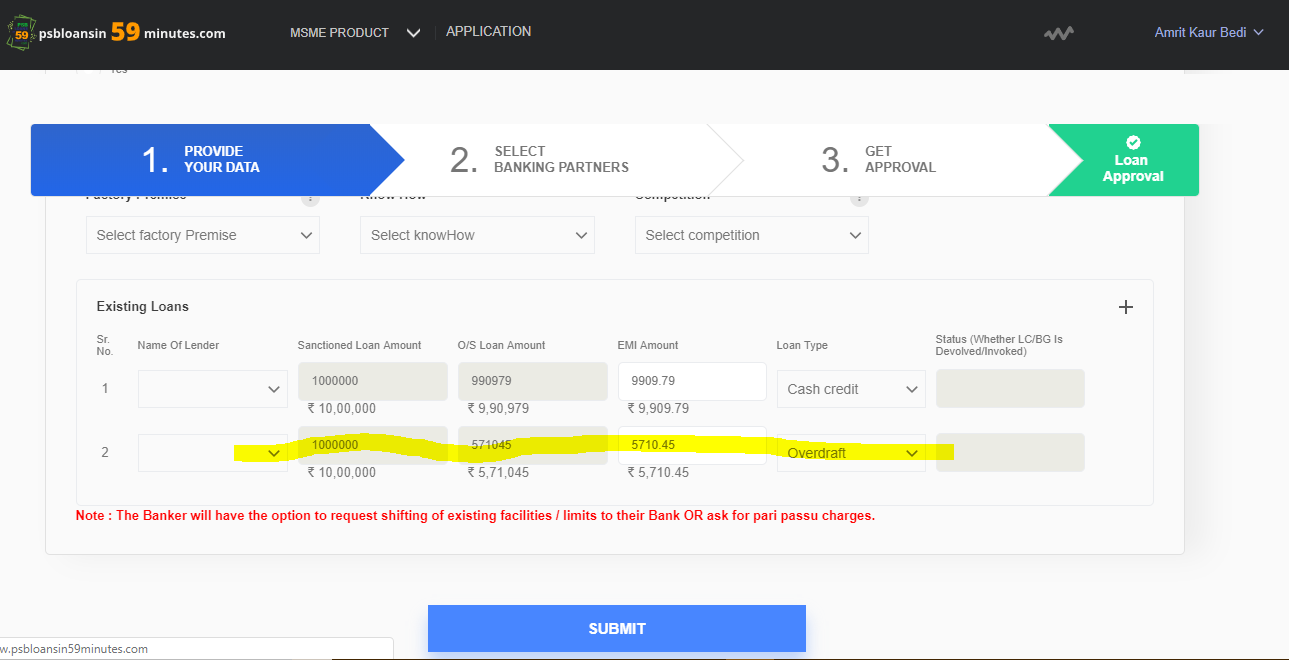 PSB 59 psbloansin 59 minutes.com MSME PRODUCT APPLICATION Amrit Kaur Bedi
Yes
1. PROVIDE YOUR DATA
2. SELECT BANKING PARTNERS
3. GET APPROVAL
Loan Approval
Factory Premise Know How Competition
Select factory Premise Select knowHow Select competition
Existing Loans +
Sr. No. Name Of Lender Sanctioned Loan Amount O/S Loan Amount EMI Amount Loan Type Status (Whether LC/BG Is Devolved/Invoked)
1 1000000 990979 9909.79 Cash credit
₹ 10,00,000 ₹ 9,90,979 ₹ 9,909.79
2 1000000 571045 5710.45 Overdraft
₹ 10,00,000 ₹ 5,71,045 ₹ 5,710.45
Note : The Banker will have the option to request shifting of existing facilities / limits to their Bank OR ask for pari passu charges.
SUBMIT
w.psbloansin59minutes.com